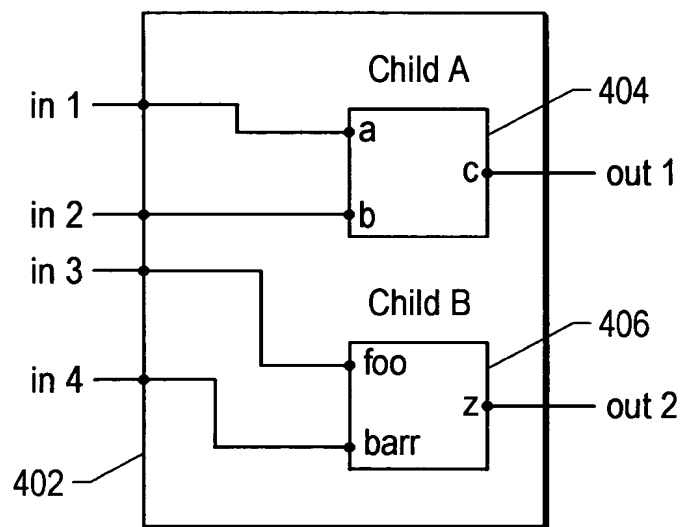 Child A
in 1
404
a
c
out 1
in 2
b
in 3
Child B
406
foo
in 4
z
out 2
barr
402